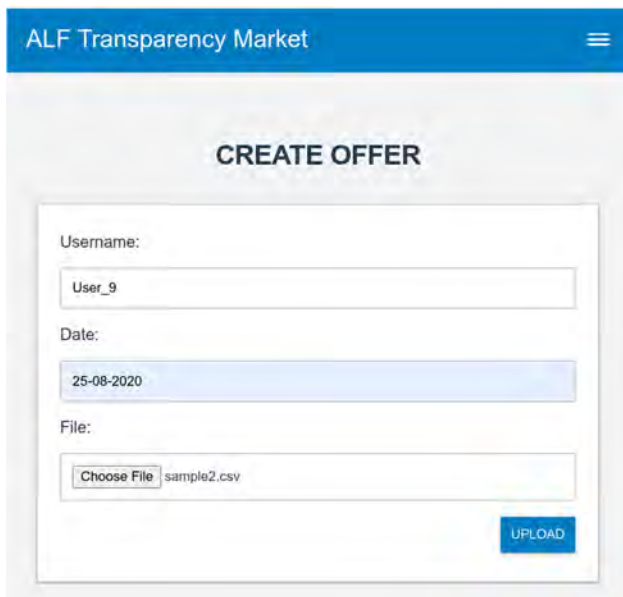 ALF Transparency Market
CREATE OFFER
Username:
User_9
Date:
25-08-2020
File:
Choose File sample2.csv
UPLOAD